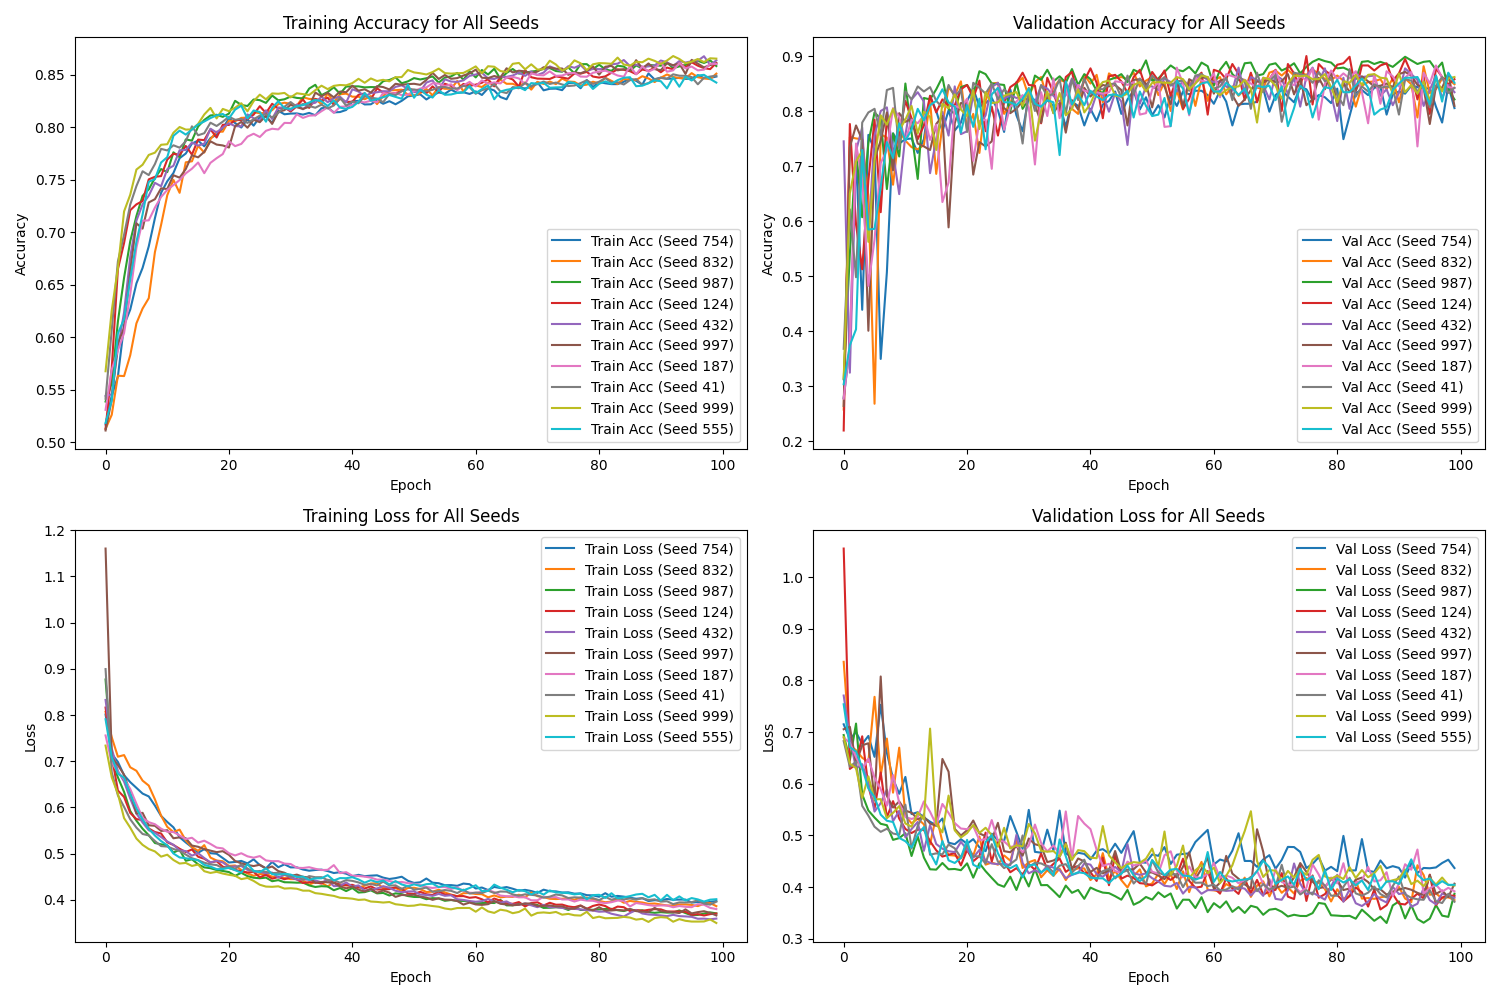 Training Accuracy for All Seeds
Accuracy
0.85
0.80
0.75
0.70
0.65
0.60
0.55
0.50
0 20 40 60 80 100
Epoch
Train Acc (Seed 754)
Train Acc (Seed 832)
Train Acc (Seed 987)
Train Acc (Seed 124)
Train Acc (Seed 432)
Train Acc (Seed 997)
Train Acc (Seed 187)
Train Acc (Seed 41)
Train Acc (Seed 999)
Train Acc (Seed 555)
Validation Accuracy for All Seeds
Accuracy
0.9
0.8
0.7
0.6
0.5
0.4
0.3
0.2
0 20 40 60 80 100
Epoch
Val Acc (Seed 754)
Val Acc (Seed 832)
Val Acc (Seed 987)
Val Acc (Seed 124)
Val Acc (Seed 432)
Val Acc (Seed 997)
Val Acc (Seed 187)
Val Acc (Seed 41)
Val Acc (Seed 999)
Val Acc (Seed 555)
Training Loss for All Seeds
Loss
1.2
1.1
1.0
0.9
0.8
0.7
0.6
0.5
0.4
0 20 40 60 80 100
Epoch
Train Loss (Seed 754)
Train Loss (Seed 832)
Train Loss (Seed 987)
Train Loss (Seed 124)
Train Loss (Seed 432)
Train Loss (Seed 997)
Train Loss (Seed 187)
Train Loss (Seed 41)
Train Loss (Seed 999)
Train Loss (Seed 555)
Validation Loss for All Seeds
Loss
1.0
0.9
0.8
0.7
0.6
0.5
0.4
0.3
0 20 40 60 80 100
Epoch
Val Loss (Seed 754)
Val Loss (Seed 832)
Val Loss (Seed 987)
Val Loss (Seed 124)
Val Loss (Seed 432)
Val Loss (Seed 997)
Val Loss (Seed 187)
Val Loss (Seed 41)
Val Loss (Seed 999)
Val Loss (Seed 555)